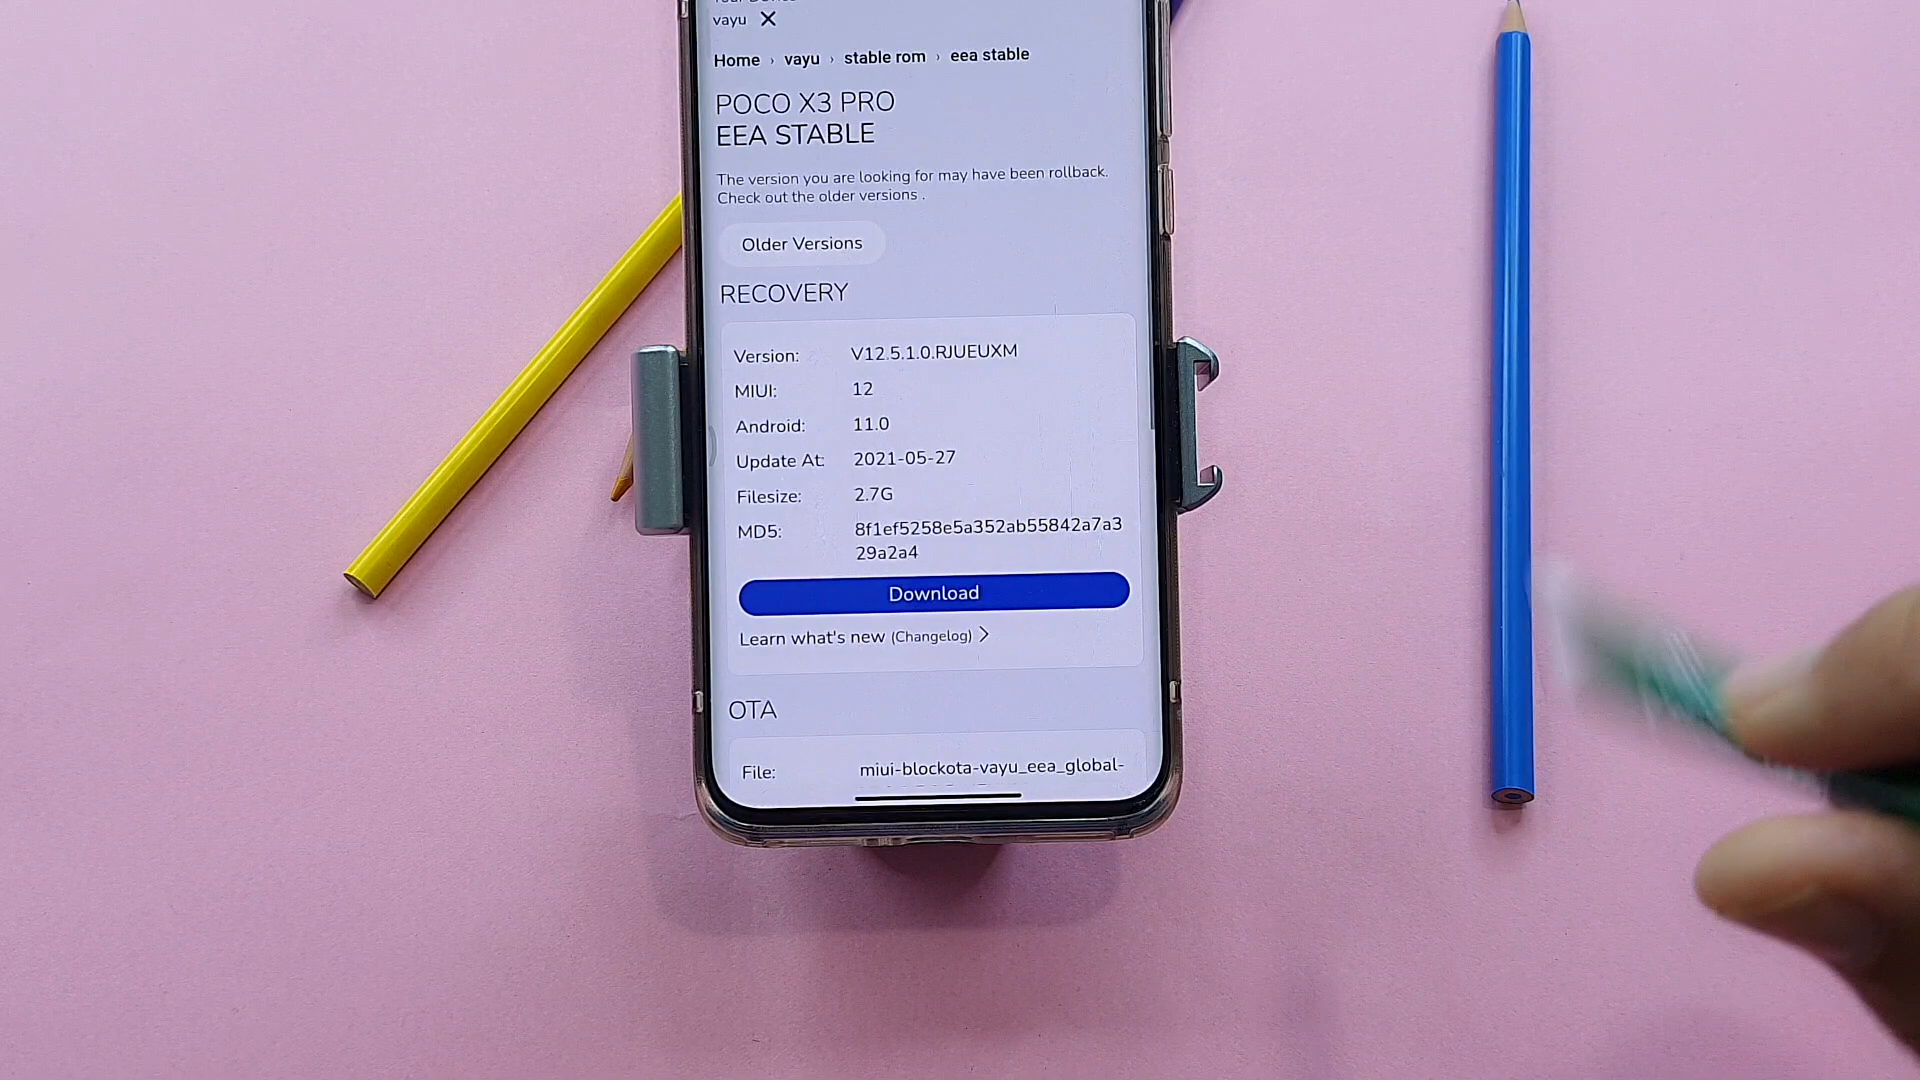 vayu ✕
Home › vayu › stable rom › eea stable
POCO X3 PRO
EEA STABLE
The version you are looking for may have been rollback.
Check out the older versions .
Older Versions
RECOVERY
Version: V12.5.1.0.RJUEUXM
MIUI: 12
Android: 11.0
Update At: 2021-05-27
Filesize: 2.7G
MD5: 8f1ef5258e5a352ab55842a7a3
29a2a4
Download
Learn what's new (Changelog) >
OTA
File: miui-blockota-vayu_eea_global-